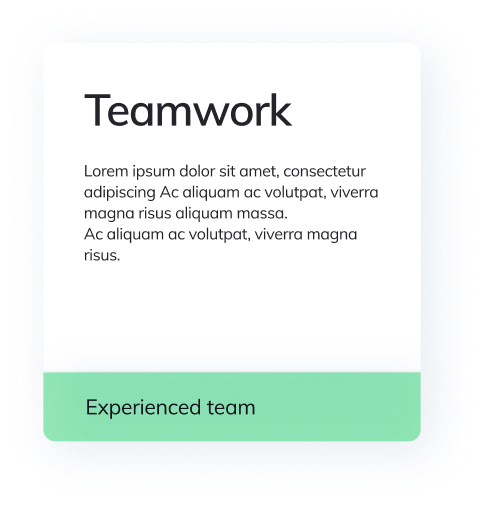 Teamwork
Lorem ipsum dolor sit amet, consectetur
adipiscing Ac aliquam ac volutpat, viverra
magna risus aliquam massa.
Ac aliquam ac volutpat, viverra magna
risus.
Experienced team